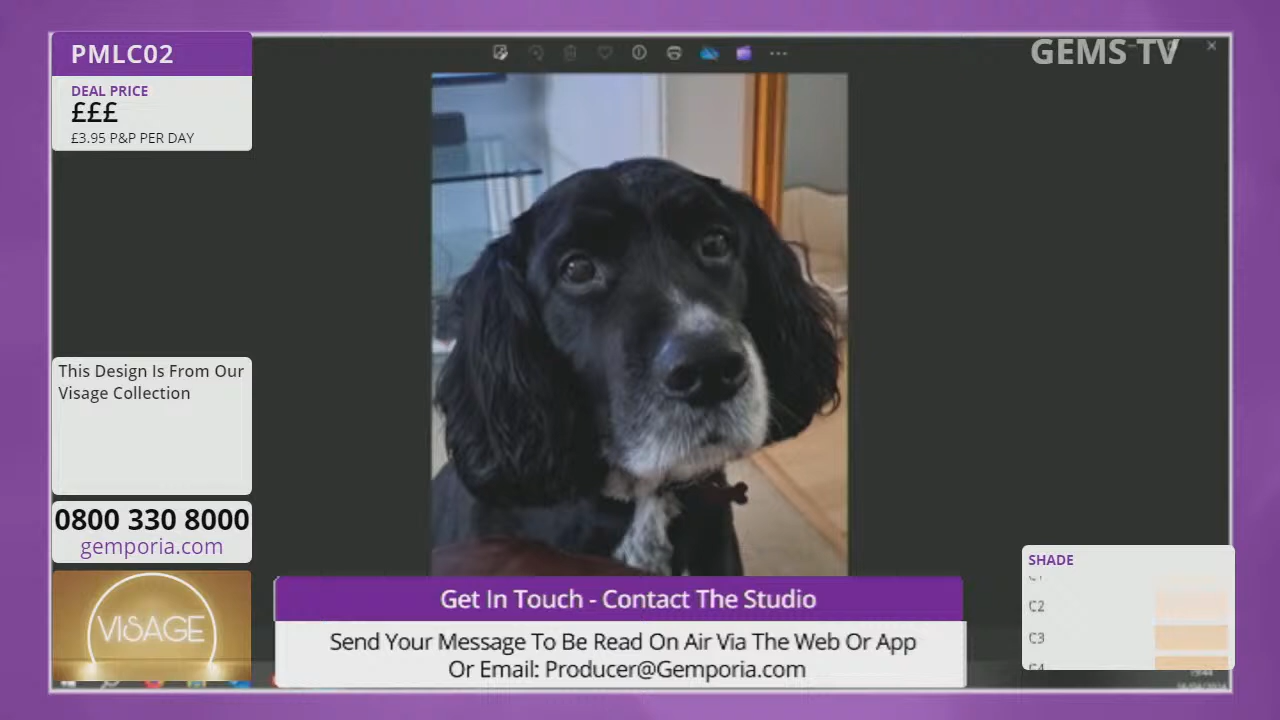 PMLC02
DEAL PRICE
£££
£3.95 P&P PER DAY
GEMS TV
This Design Is From Our
Visage Collection
0800 330 8000
gemporia.com
VISAGE
Get In Touch - Contact The Studio
Send Your Message To Be Read On Air Via The Web Or App
Or Email: Producer@Gemporia.com
SHADE
C2
C3
C4